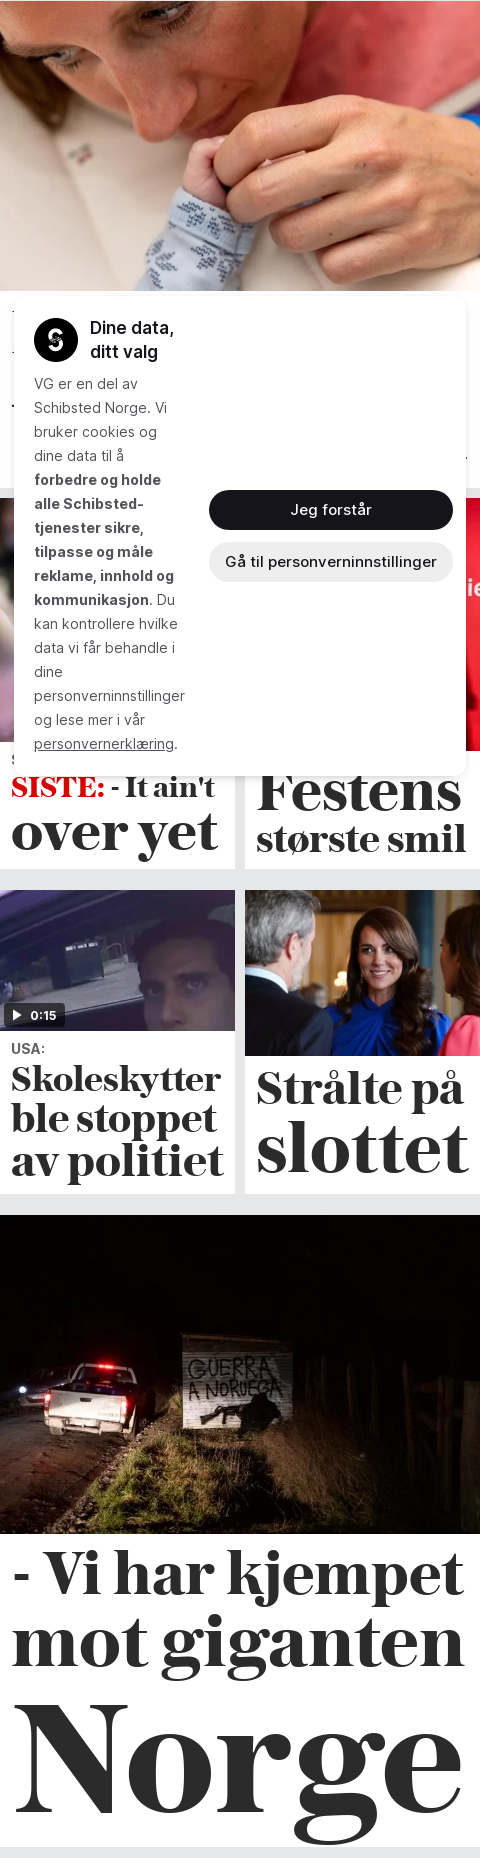 Dine data,
ditt valg
VG er en del av
Schibsted Norge. Vi
bruker cookies og
dine data til å
forbedre og holde
alle Schibsted-
tjenester sikre,
tilpasse og måle
reklame, innhold og
kommunikasjon. Du
kan kontrollere hvilke
data vi får behandle i
dine
personverninnstillinger
og lese mer i vår
personvernerklæring.
Jeg forstår
Gå til personverninnstillinger
SISTE: - It ain't
over yet
Festens
største smil
0:15
USA:
Skoleskytter
ble stoppet
av politiet
Strålte på
slottet
GUERRA
A NORUEGA
- Vi har kjempet
mot giganten
Norge